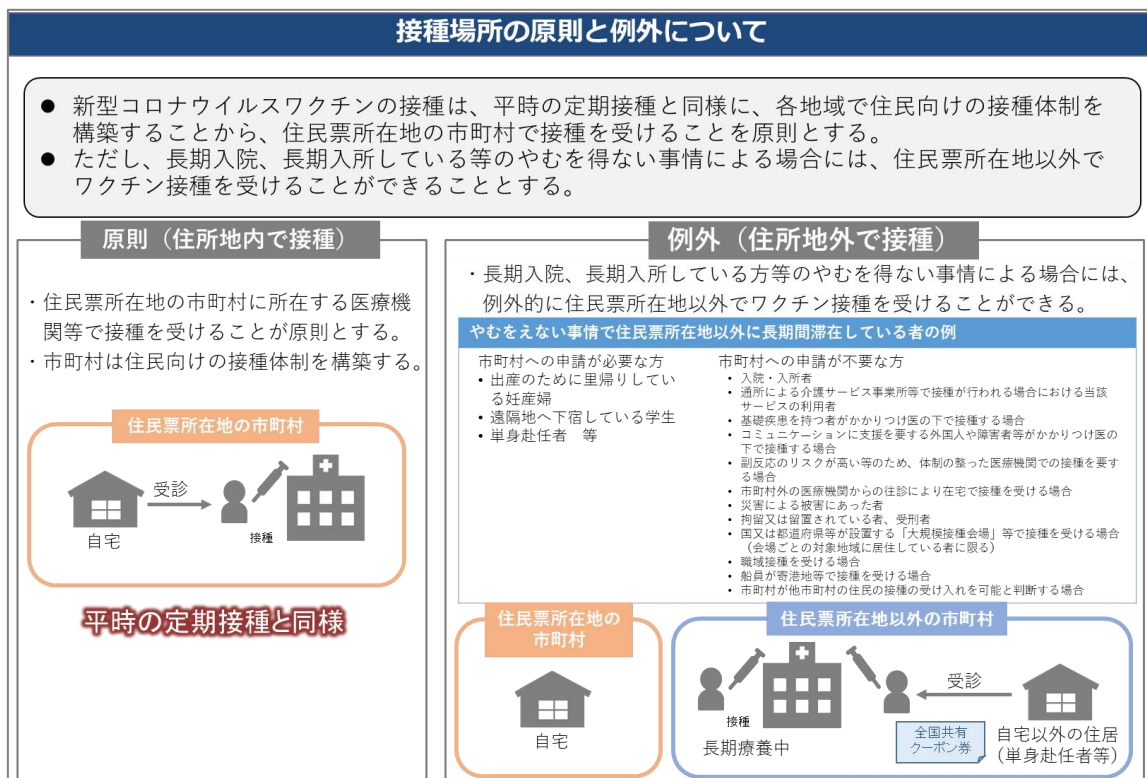 接種場所の原則と例外について
● 新型コロナウイルスワクチンの接種は、平時の定期接種と同様に、各地域で住民向けの接種体制を
構築することから、住民票所在地の市町村で接種を受けることを原則とする。
● ただし、長期入院、長期入所している等のやむを得ない事情による場合には、住民票所在地以外で
ワクチン接種を受けることができることとする。
原則（住所地内で接種）
・住民票所在地の市町村に所在する医療機
関等で接種を受けることが原則とする。
・市町村は住民向けの接種体制を構築する。
住民票所在地の市町村
受診
自宅
接種
平時の定期接種と同様
例外（住所地外で接種）
・長期入院、長期入所している方等のやむを得ない事情による場合には、
例外的に住民票所在地以外でワクチン接種を受けることができる。
やむをえない事情で住民票所在地以外に長期間滞在している者の例
市町村への申請が必要な方
• 出産のために里帰りしてい
る妊産婦
• 遠隔地へ下宿している学生
• 単身赴任者　等
市町村への申請が不要な方
• 入院・入所者
• 通所による介護サービス事業所等で接種が行われる場合における当該
サービスの利用者
• 基礎疾患を持つ者がかかりつけ医の下で接種する場合
• コミュニケーションに支援を要する外国人や障害者等がかかりつけ医の
下で接種する場合
• 副反応のリスクが高い等のため、体制の整った医療機関での接種を要す
る場合
• 市町村外の医療機関からの往診により在宅で接種を受ける場合
• 災害による被害にあった者
• 拘留又は留置されている者、受刑者
• 国又は都道府県等が設置する「大規模接種会場」等で接種を受ける場合
（会場ごとの対象地域に居住している者に限る）
• 職域接種を受ける場合
• 船員が寄港地等で接種を受ける場合
• 市町村が他市町村の住民の接種の受け入れを可能と判断する場合
住民票所在地の
市町村
自宅
住民票所在地以外の市町村
接種
長期療養中
受診
全国共有
クーポン券
自宅以外の住居
（単身赴任者等）